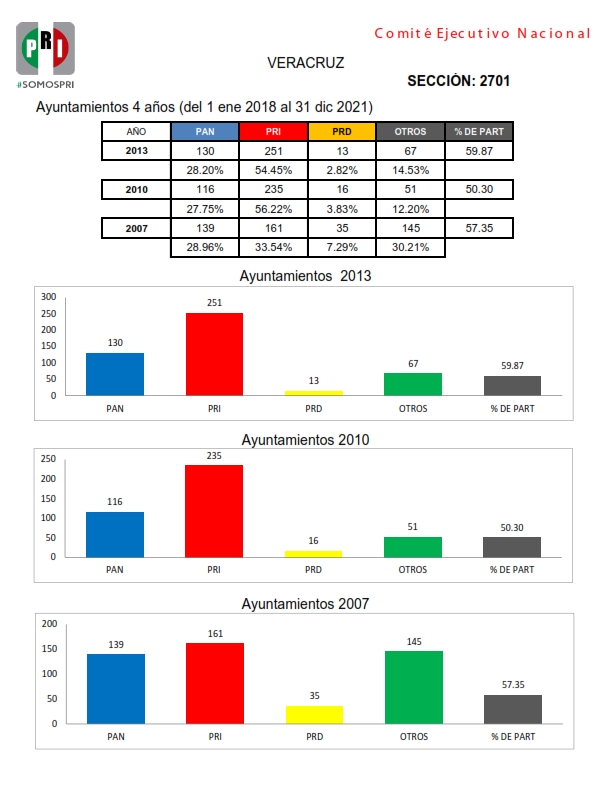 Comité Ejecutivo Nacional
PRI
#SOMOSPRI
VERACRUZ
SECCIÓN: 2701
Ayuntamientos 4 años (del 1 ene 2018 al 31 dic 2021)
AÑO PAN PRI PRD OTROS % DE PART
2013 130 251 13 67 59.87
28.20% 54.45% 2.82% 14.53%
2010 116 235 16 51 50.30
27.75% 56.22% 3.83% 12.20%
2007 139 161 35 145 57.35
28.96% 33.54% 7.29% 30.21%
Ayuntamientos 2013
300
250
200
150
100
50
0
130 251 13 67 59.87
PAN PRI PRD OTROS % DE PART
Ayuntamientos 2010
250
200
150
100
50
0
116 235 16 51 50.30
PAN PRI PRD OTROS % DE PART
Ayuntamientos 2007
200
150
100
50
0
139 161 35 145 57.35
PAN PRI PRD OTROS % DE PART